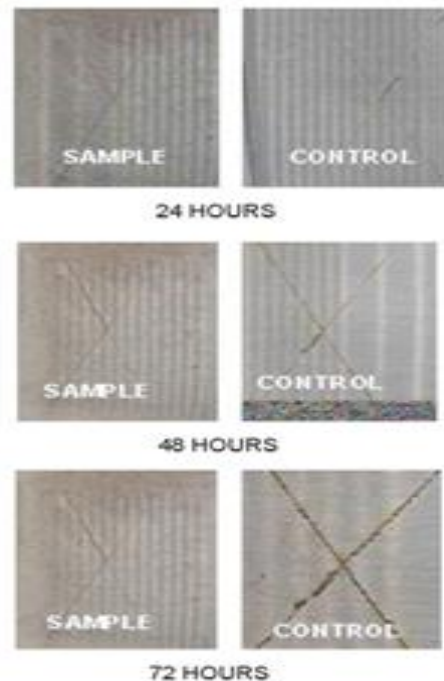 SAMPLE
CONTROL
24 HOURS
SAMPLE
CONTROL
48 HOURS
SAMPLE
CONTROL
72 HOURS